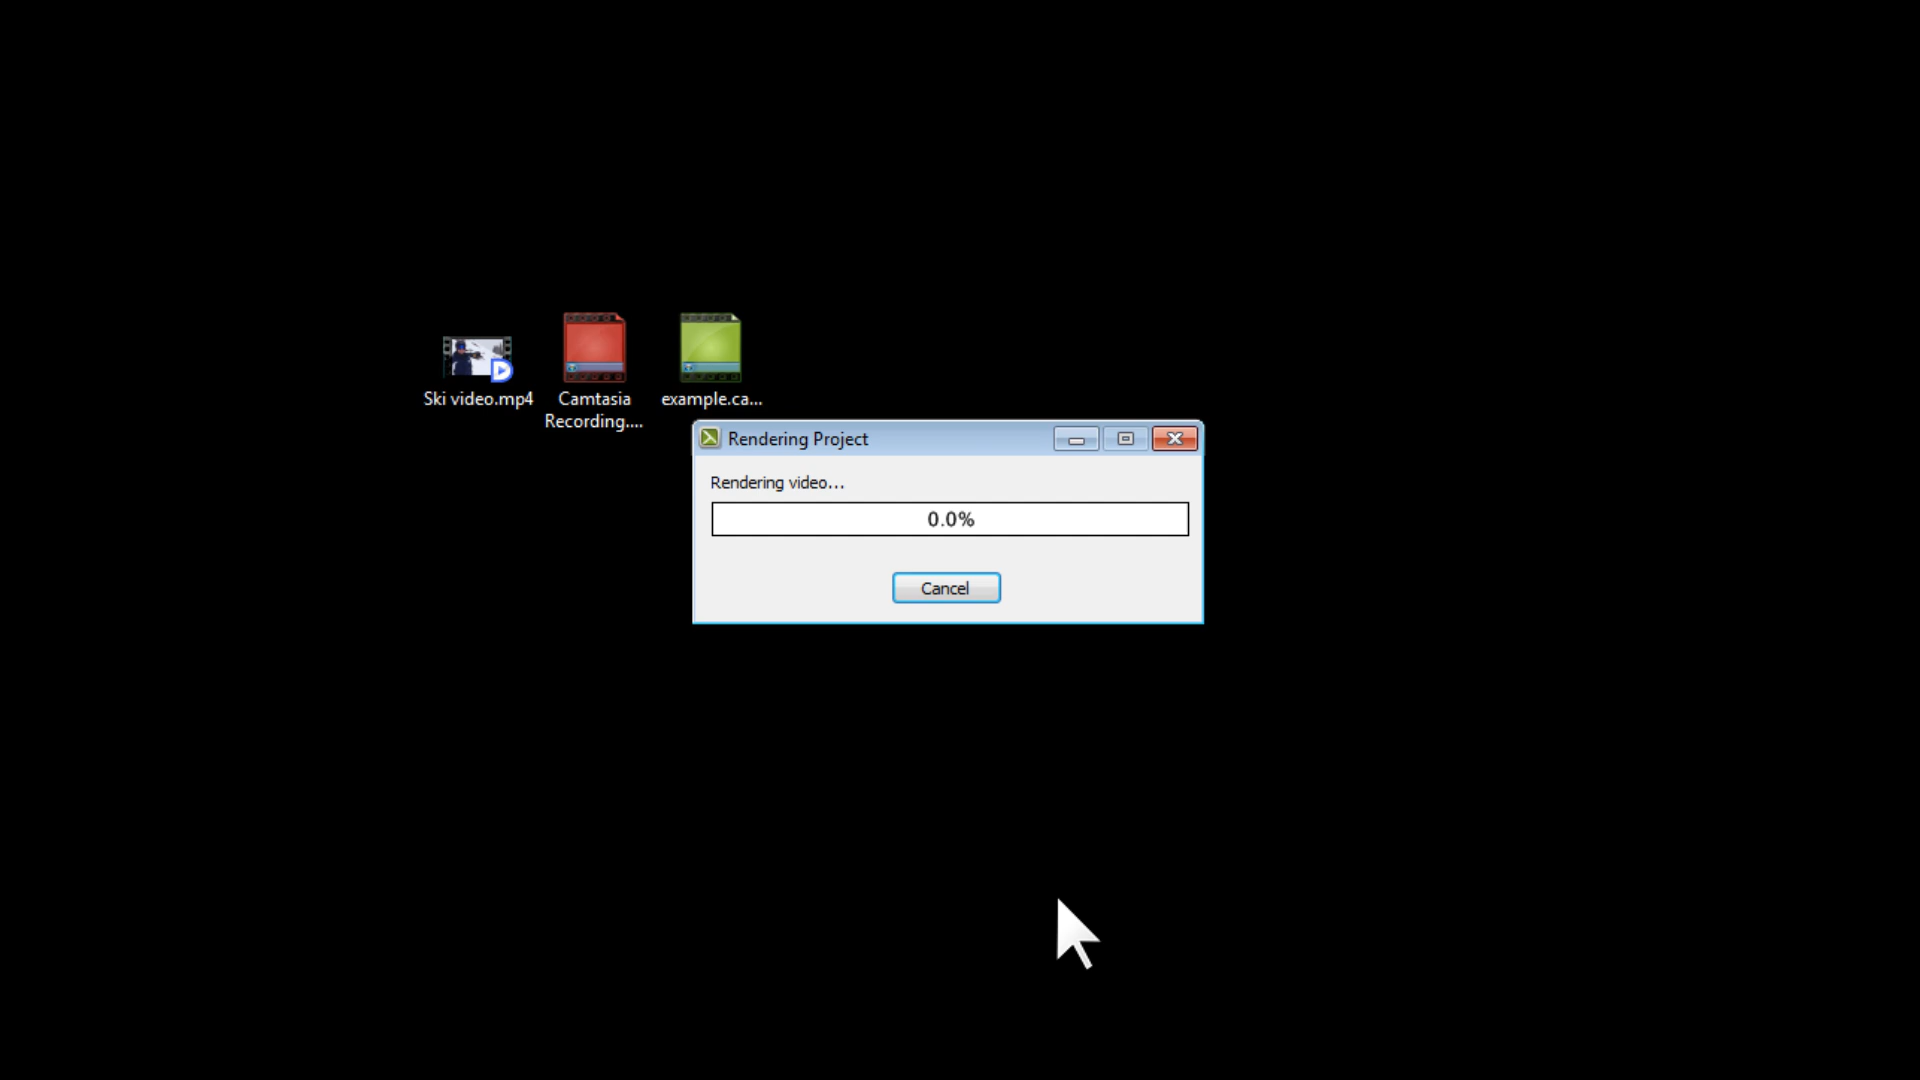 Ski video.mp4
Camtasia
Recording....
example.ca...
Rendering Project
Rendering video...
0.0%
Cancel